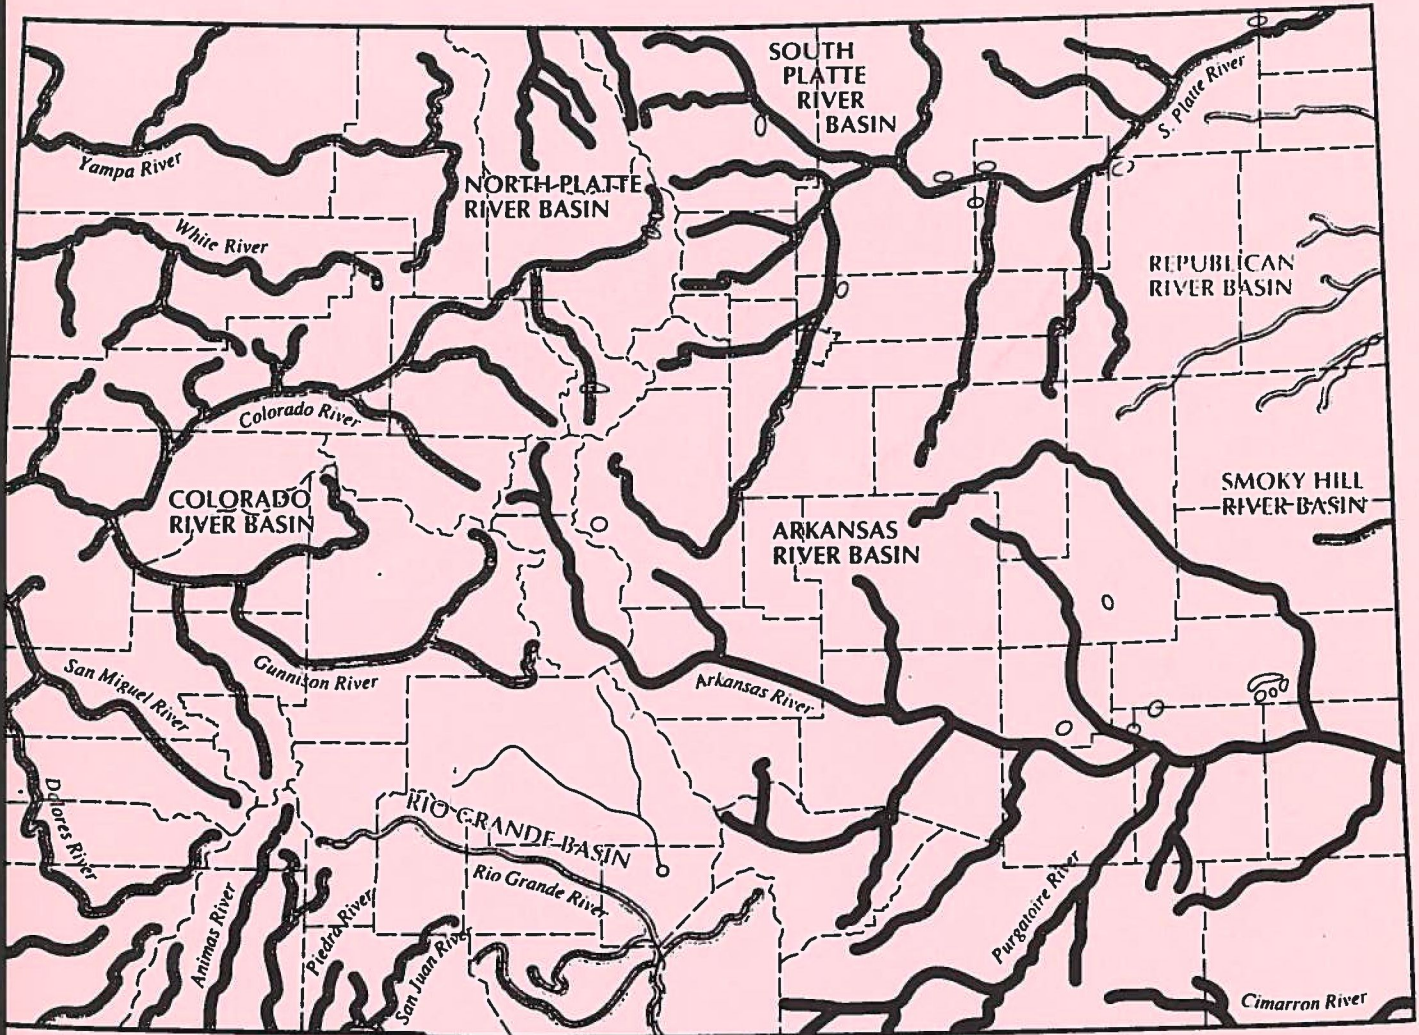 SOUTH
PLATTE
RIVER
BASIN
S. Platte River
Yampa River
NORTH PLATTE
RIVER BASIN
White River
REPUBLICAN
RIVER BASIN
Colorado River
COLORADO
RIVER BASIN
SMOKY HILL
RIVER BASIN
ARKANSAS
RIVER BASIN
San Miguel River
Gunnison River
Arkansas River
Dolores River
RIO GRANDE BASIN
Rio Grande River
Animas River
Piedra River
San Juan River
Purgatoire River
Cimarron River